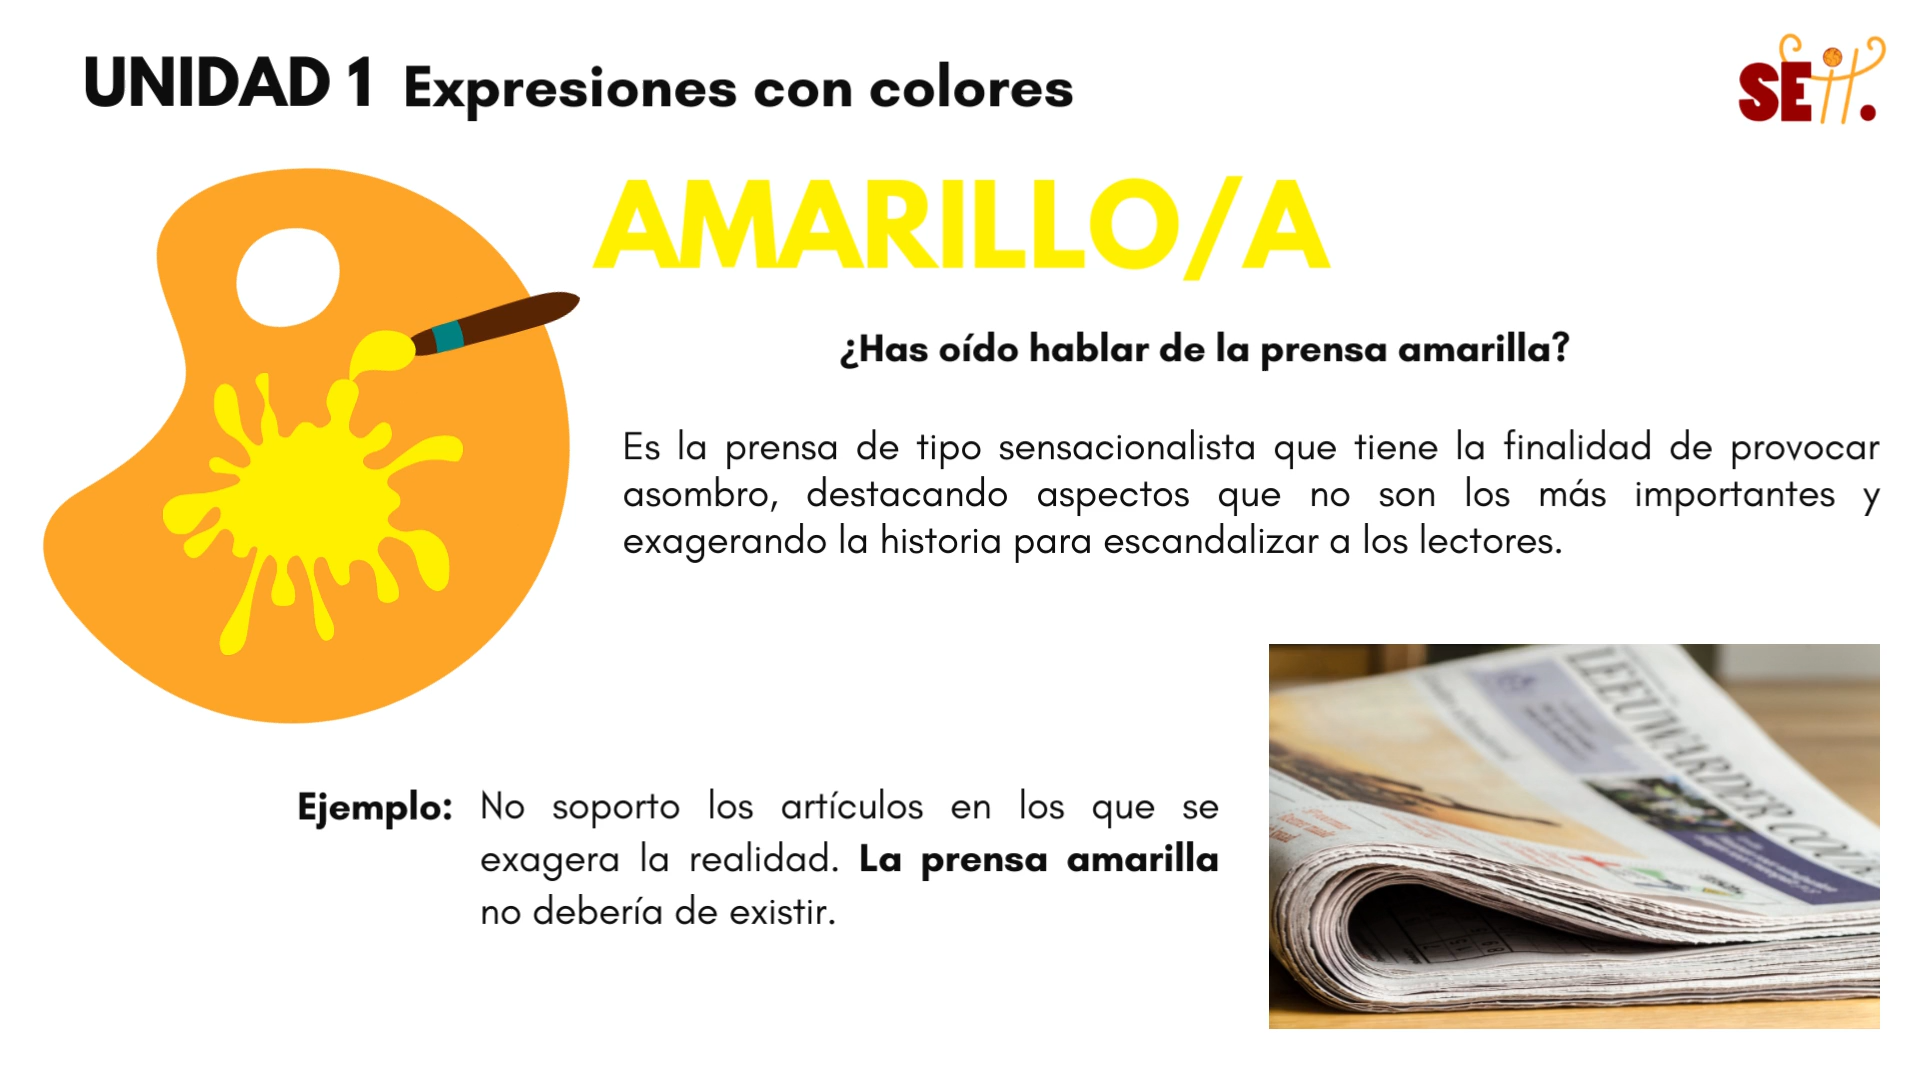 UNIDAD 1 Expresiones con colores
SE
AMARILLO/A
¿Has oído hablar de la prensa amarilla?
Es la prensa de tipo sensacionalista que tiene la finalidad de provocar
asombro, destacando aspectos que no son los más importantes y
exagerando la historia para escandalizar a los lectores.
Ejemplo: No soporto los artículos en los que se
exagera la realidad. La prensa amarilla
no debería de existir.
LEEUWARDER COUR